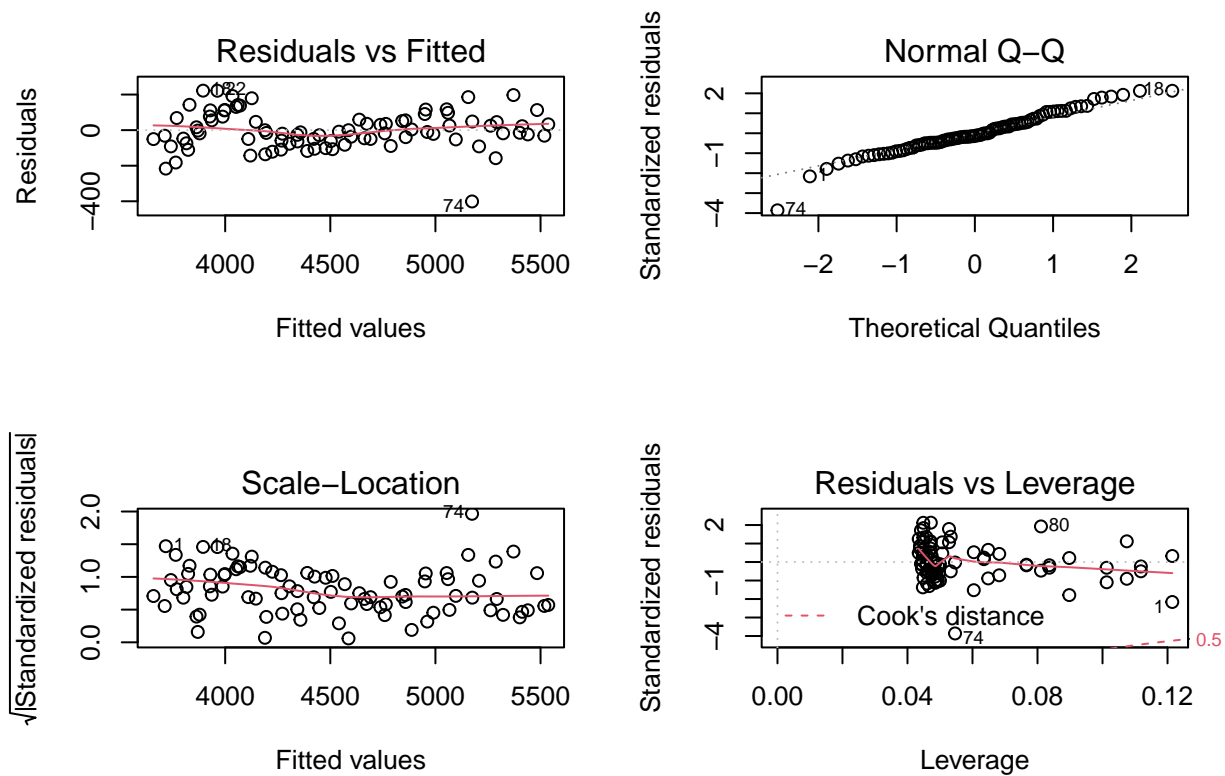 Residuals vs Fitted
Residuals
0
−400
18
22
74
4000 4500 5000 5500
Fitted values
Normal Q−Q
Standardized residuals
2
−1
−4
18
1
74
−2 −1 0 1 2
Theoretical Quantiles
Scale−Location
√|Standardized residuals|
2.0
1.0
0.0
74
1
18
4000 4500 5000 5500
Fitted values
Residuals vs Leverage
Standardized residuals
2
−1
−4
80
1
Cook's distance
74
0.5
0.00 0.04 0.08 0.12
Leverage